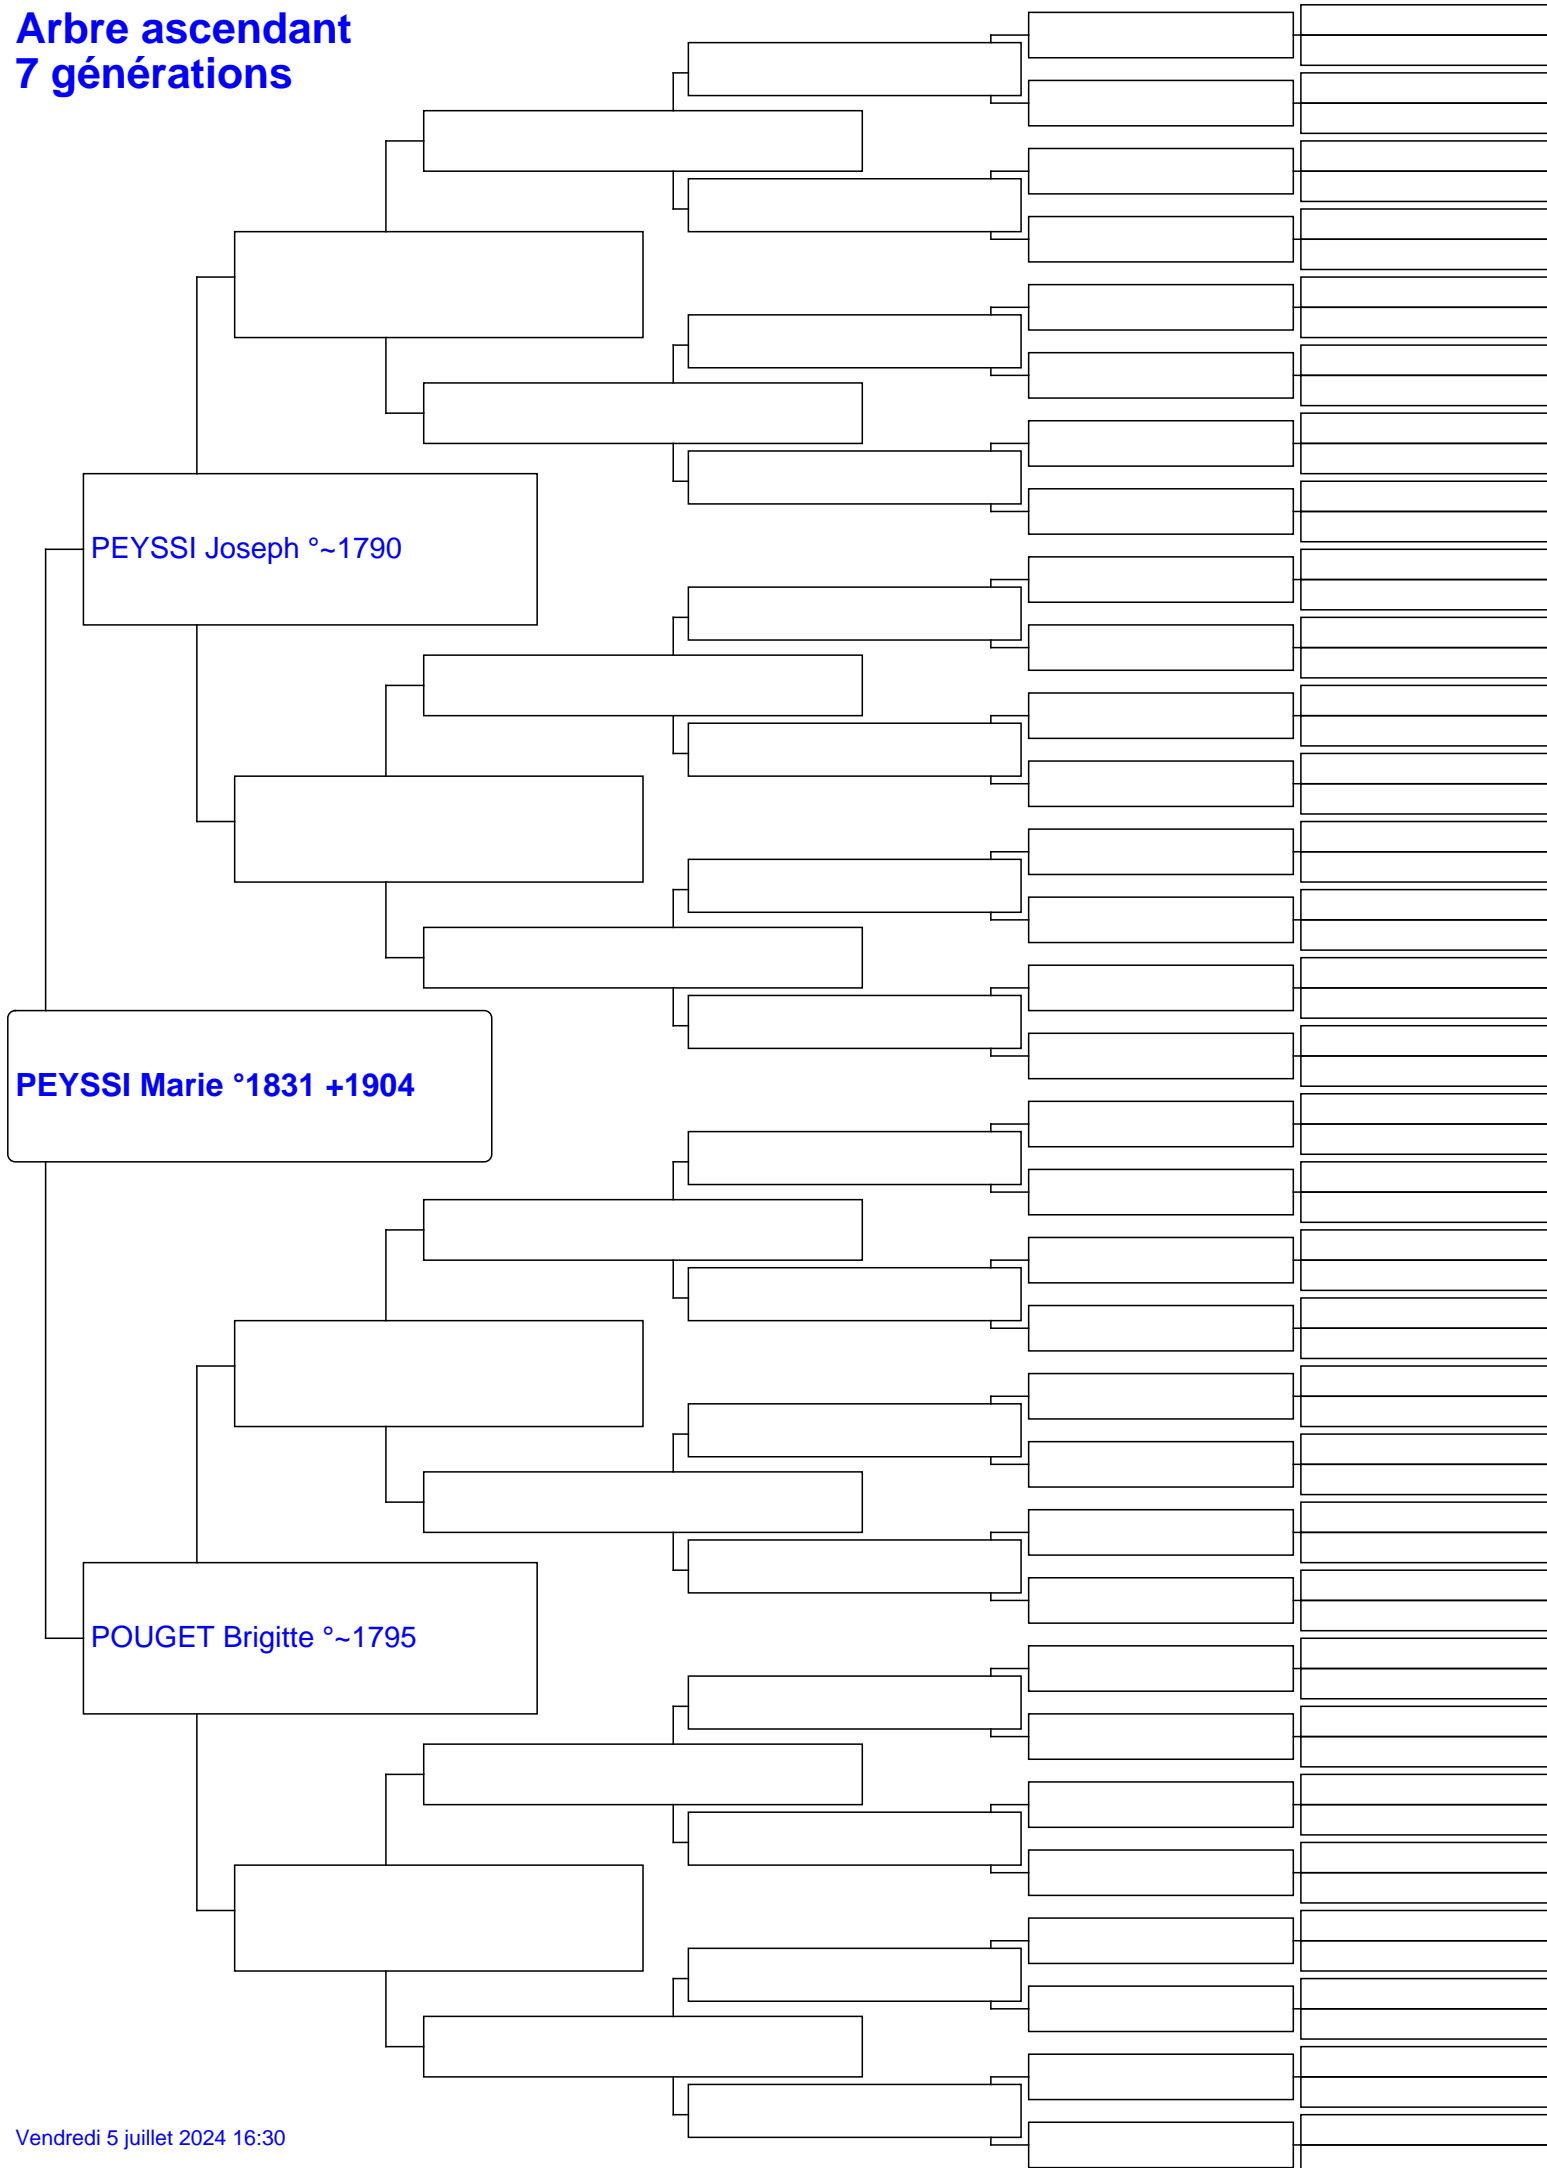 Arbre ascendant
7 générations
PEYSSI Joseph °~1790
PEYSSI Marie °1831 +1904
POUGET Brigitte °~1795
Vendredi 5 juillet 2024 16:30